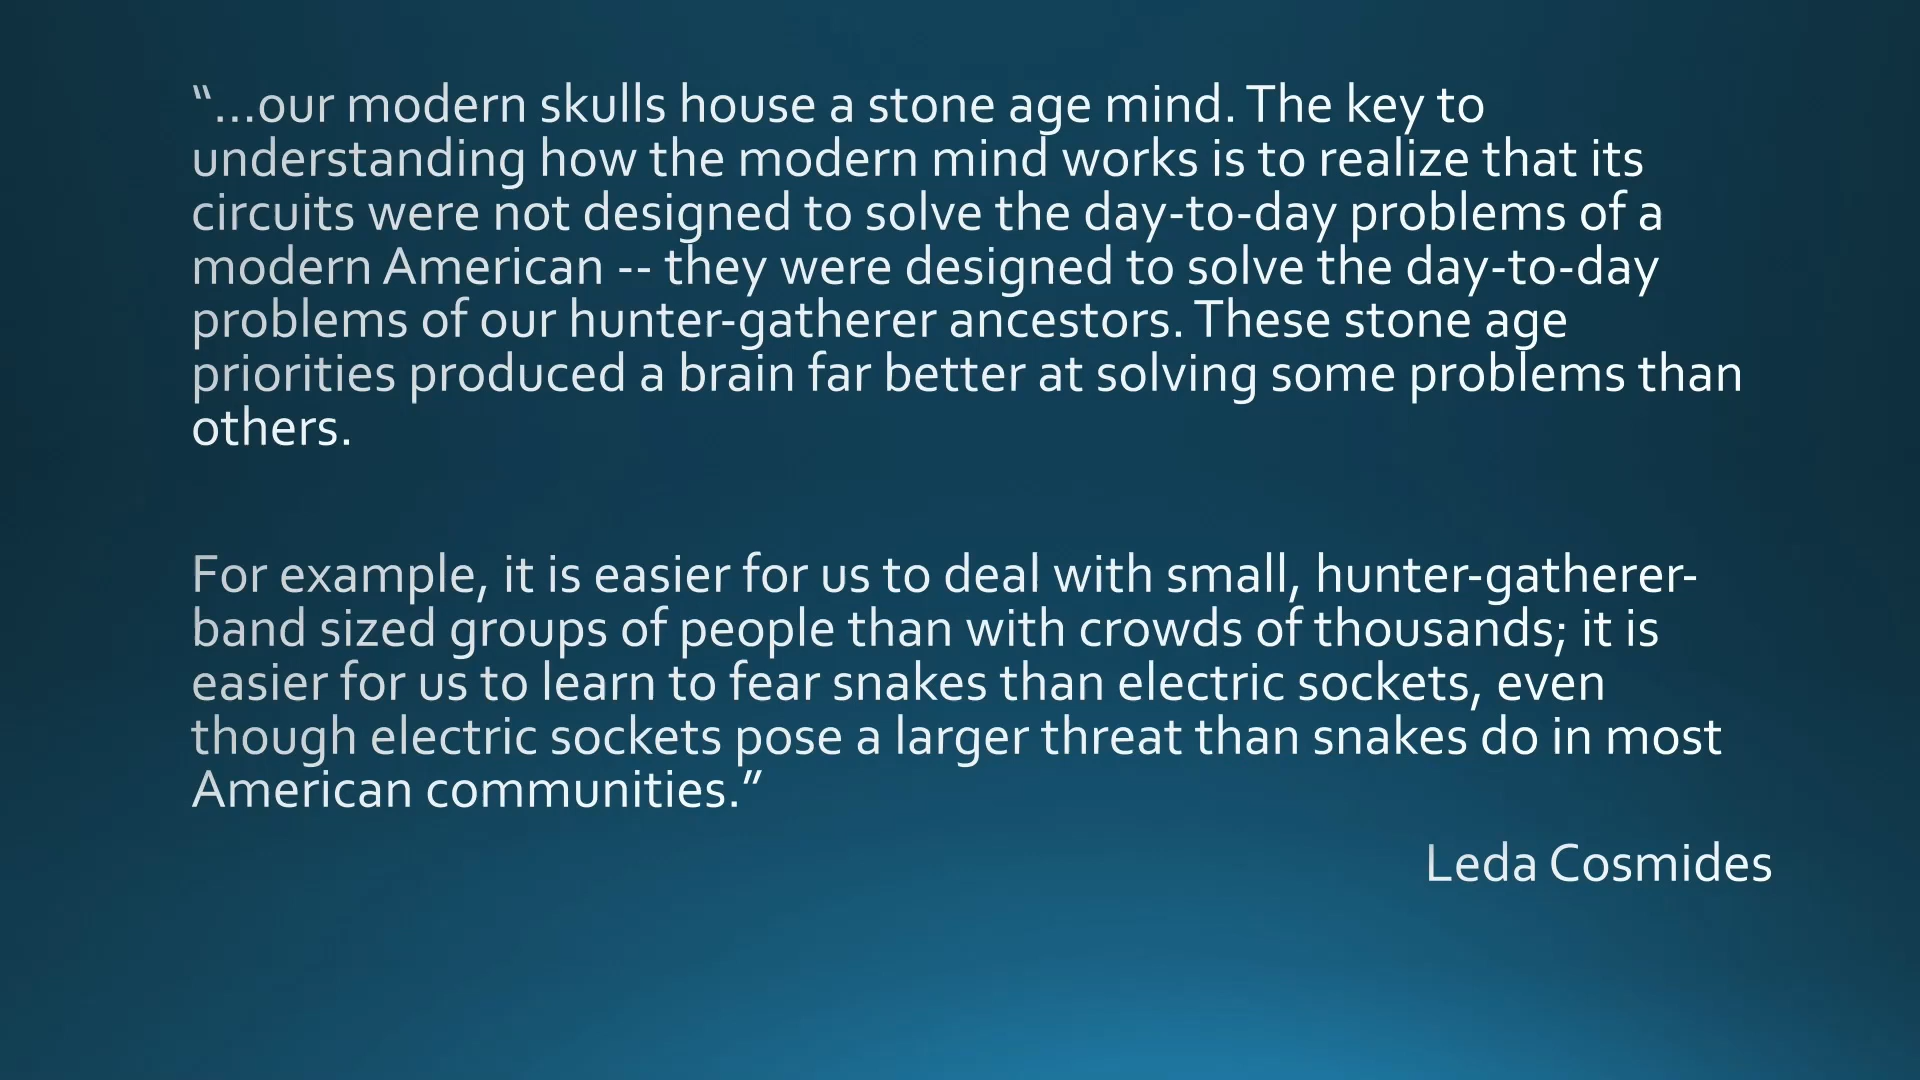 “…our modern skulls house a stone age mind. The key to
understanding how the modern mind works is to realize that its
circuits were not designed to solve the day-to-day problems of a
modern American -- they were designed to solve the day-to-day
problems of our hunter-gatherer ancestors. These stone age
priorities produced a brain far better at solving some problems than
others.
For example, it is easier for us to deal with small, hunter-gatherer-
band sized groups of people than with crowds of thousands; it is
easier for us to learn to fear snakes than electric sockets, even
though electric sockets pose a larger threat than snakes do in most
American communities.”
Leda Cosmides